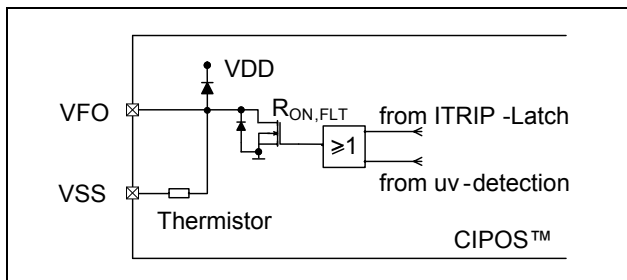 VDD
VFO
R_ON,FLT
from ITRIP -Latch
≥1
from uv-detection
VSS
Thermistor
CIPOS™